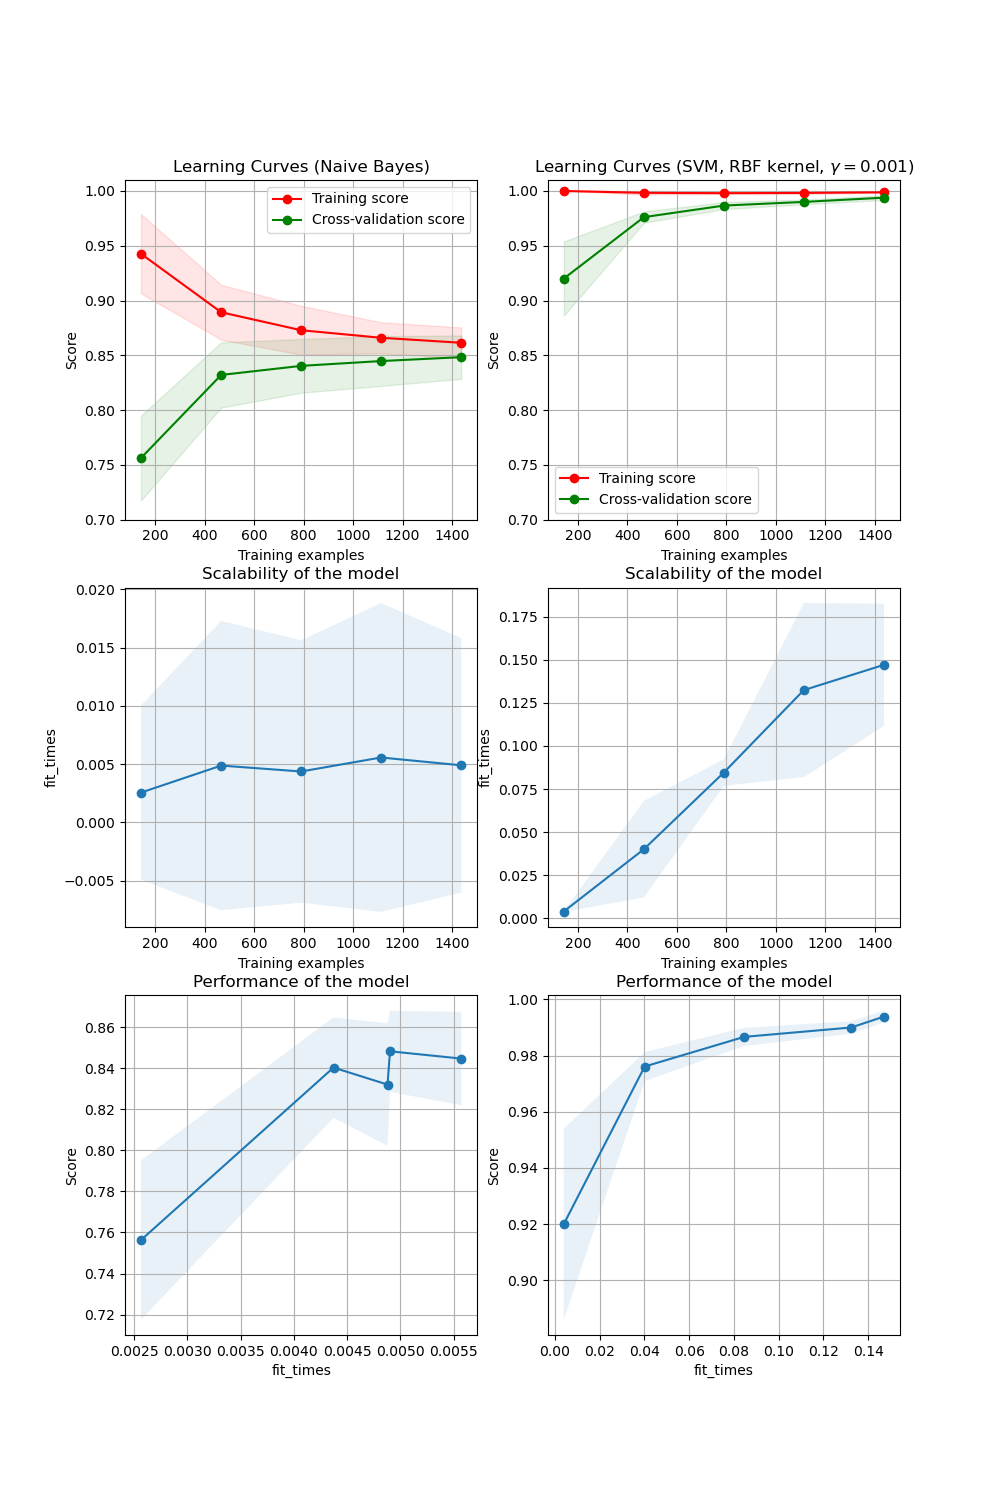 Learning Curves (Naive Bayes)
Score
1.00
0.95
0.90
0.85
0.80
0.75
0.70
Training score
Cross-validation score
200 400 600 800 1000 1200 1400
Training examples
Learning Curves (SVM, RBF kernel, γ = 0.001)
Score
1.00
0.95
0.90
0.85
0.80
0.75
0.70
Training score
Cross-validation score
200 400 600 800 1000 1200 1400
Training examples
Scalability of the model
fit_times
0.020
0.015
0.010
0.005
0.000
−0.005
200 400 600 800 1000 1200 1400
Training examples
Scalability of the model
fit_times
0.175
0.150
0.125
0.100
0.075
0.050
0.025
0.000
200 400 600 800 1000 1200 1400
Training examples
Performance of the model
Score
0.86
0.84
0.82
0.80
0.78
0.76
0.74
0.72
0.0025 0.0030 0.0035 0.0040 0.0045 0.0050 0.0055
fit_times
Performance of the model
Score
1.00
0.98
0.96
0.94
0.92
0.90
0.00 0.02 0.04 0.06 0.08 0.10 0.12 0.14
fit_times